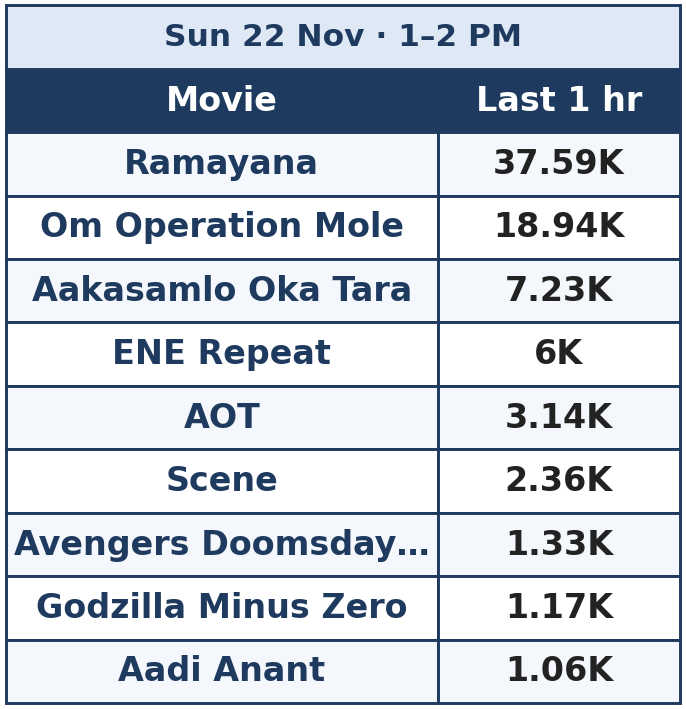 Sun 22 Nov · 1–2 PM
Movie Last 1 hr
Ramayana 37.59K
Om Operation Mole 18.94K
Aakasamlo Oka Tara 7.23K
ENE Repeat 6K
AOT 3.14K
Scene 2.36K
Avengers Doomsday... 1.33K
Godzilla Minus Zero 1.17K
Aadi Anant 1.06K